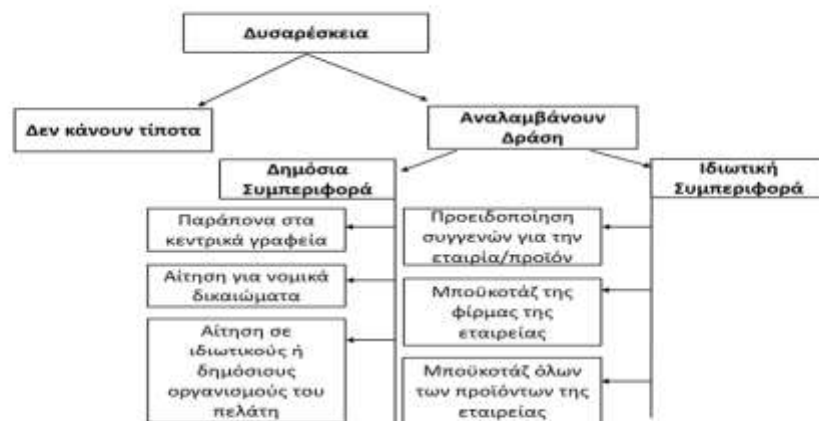 Δυσαρέσκεια
Δεν κάνουν τίποτα
Αναλαμβάνουν
Δράση
Δημόσια
Συμπεριφορά
Ιδιωτική
Συμπεριφορά
Παράπονα στα
κεντρικά γραφεία
Αίτηση για νομικά
δικαιώματα
Αίτηση σε
ιδιωτικούς ή
δημόσιους
οργανισμούς του
πελάτη
Προειδοποίηση
συγγενών για την
εταιρία/προϊόν
Μποϋκοτάζ της
φίρμας της
εταιρείας
Μποϋκοτάζ όλων
των προϊόντων της
εταιρείας